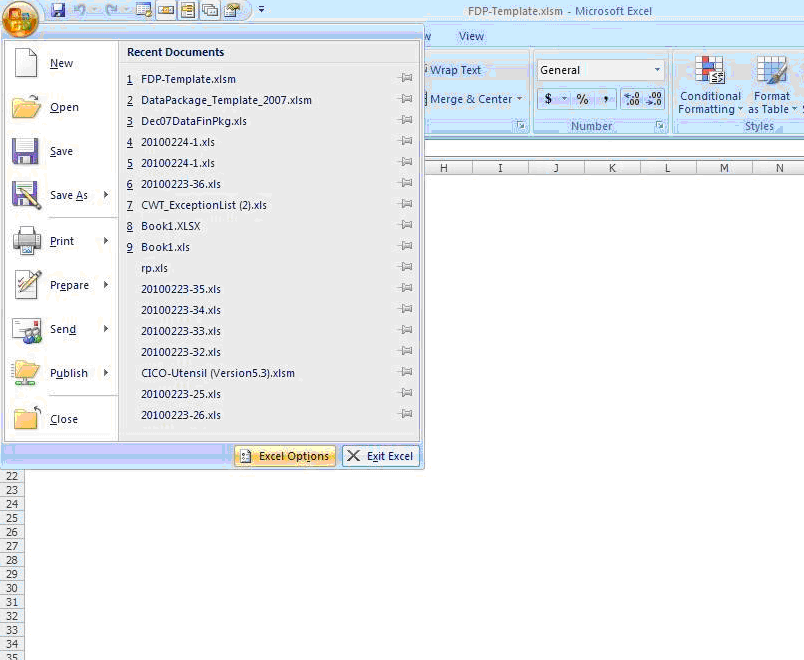 FDP-Template.xlsm - Microsoft Excel
View
Wrap Text
General
Merge & Center
$ % , .00 .00
Conditional Formatting
Format as Table
Number
Styles
H I J K L M N
New
Open
Save
Save As
Print
Prepare
Send
Publish
Close
Recent Documents
1 FDP-Template.xlsm
2 DataPackage_Template_2007.xlsm
3 Dec07DataFinPkg.xls
4 20100224-1.xls
5 20100224-1.xls
6 20100223-36.xls
7 CWT_ExceptionList (2).xls
8 Book1.XLSX
9 Book1.xls
rp.xls
20100223-35.xls
20100223-34.xls
20100223-33.xls
20100223-32.xls
CICO-Utensil (Version5.3).xlsm
20100223-25.xls
20100223-26.xls
Excel Options
Exit Excel
22
23
24
25
26
27
28
29
30
31
32
33
34
35